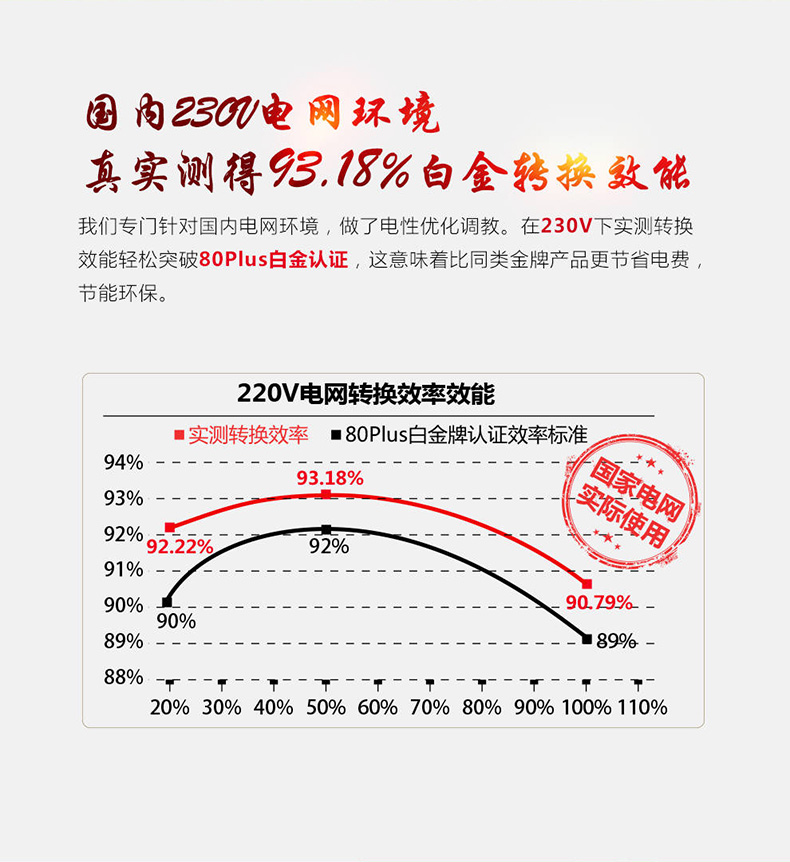 国内230V电网环境
真实测得93.18%白金转换效能
我们专门针对国内电网环境，做了电性优化调教。在230V下实测转换
效能轻松突破80Plus白金认证，这意味着比同类金牌产品更节省电费，
节能环保。
220V电网转换效率效能
■实测转换效率 ■80Plus白金牌认证效率标准
94%
93.18%
93%
92%
92.22%
92%
91%
90%
90%
90.79%
89%
89%
88%
国家电网
实际使用
20% 30% 40% 50% 60% 70% 80% 90% 100% 110%